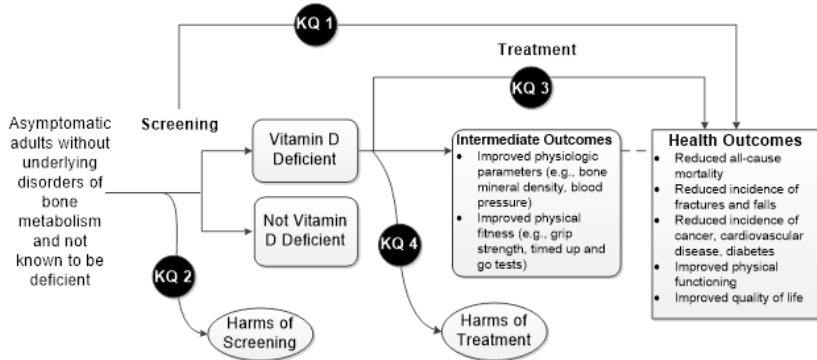 KQ 1
Treatment
KQ 3
Asymptomatic
adults without
underlying
disorders of
bone
metabolism
and not
known to be
deficient
Screening
Vitamin D
Deficient
Not Vitamin
D Deficient
KQ 2
KQ 4
Harms of
Screening
Harms of
Treatment
Intermediate Outcomes
• Improved physiologic
parameters (e.g., bone
mineral density, blood
pressure)
• Improved physical
fitness (e.g., grip
strength, timed up and
go tests)
Health Outcomes
• Reduced all-cause
mortality
• Reduced incidence of
fractures and falls
• Reduced incidence of
cancer, cardiovascular
disease, diabetes
• Improved physical
functioning
• Improved quality of life